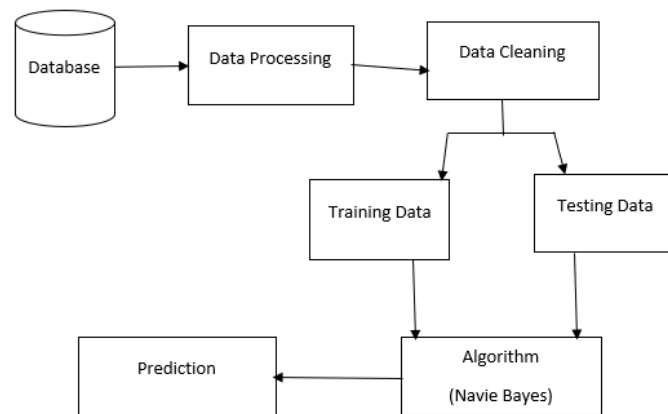 Database
Data Processing
Data Cleaning
Training Data
Testing Data
Prediction
Algorithm
(Navie Bayes)